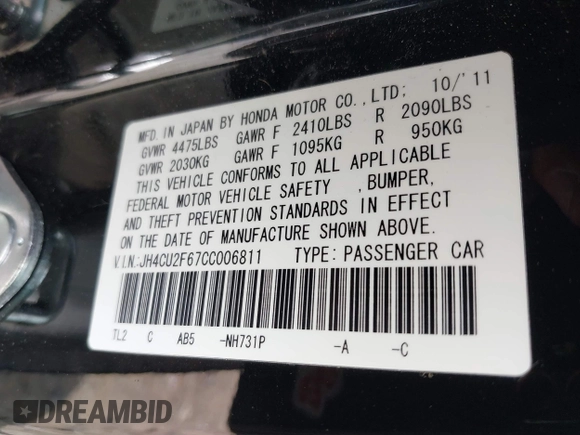 MFD. IN JAPAN BY HONDA MOTOR CO., LTD: 10/'11
GVWR 4475LBS GAWR F 2410LBS R 2090LBS
GVWR 2030KG GAWR F 1095KG R 950KG
THIS VEHICLE CONFORMS TO ALL APPLICABLE
FEDERAL MOTOR VEHICLE SAFETY , BUMPER,
AND THEFT PREVENTION STANDARDS IN EFFECT
ON THE DATE OF MANUFACTURE SHOWN ABOVE.
V.I.N.:JH4CU2F67CC006811 TYPE: PASSENGER CAR
TL2 C AB5 -NH731P -A -C
DREAMBID